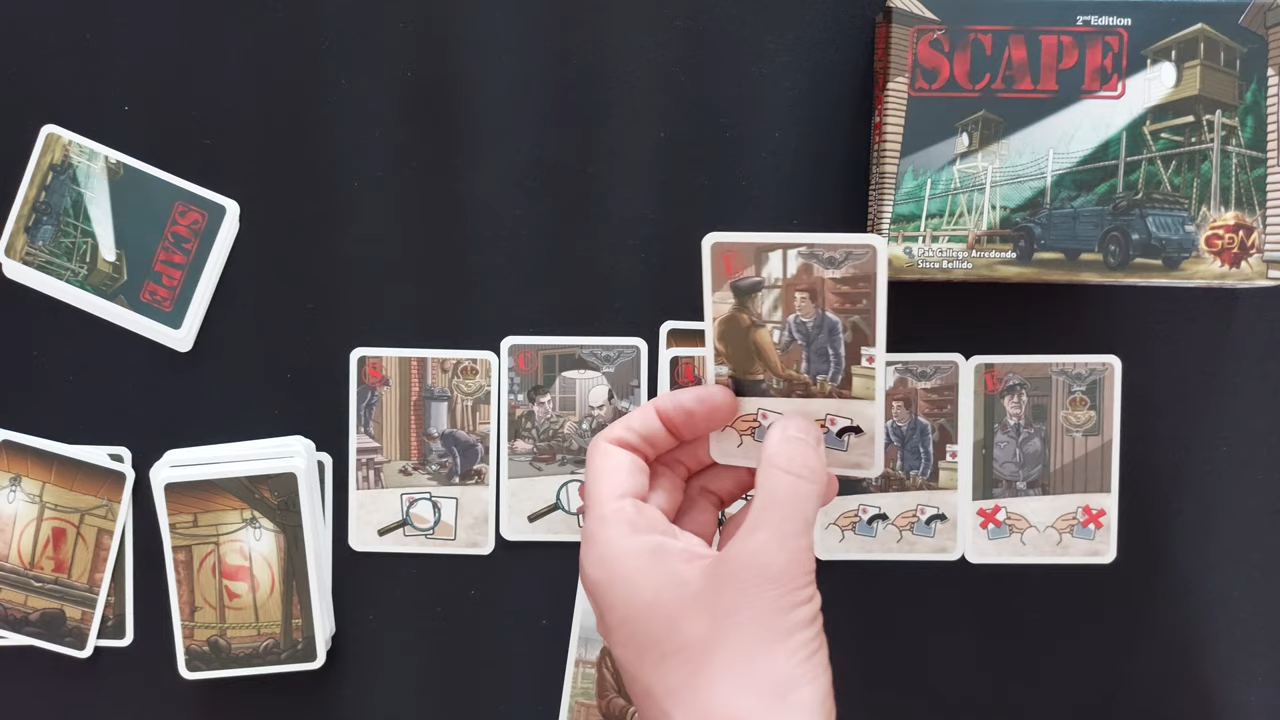 2nd Edition
SCAPE
Pak Gallego Arredondo
Siscu Bellido
GDM
SCAPE
S
C
E
A
S